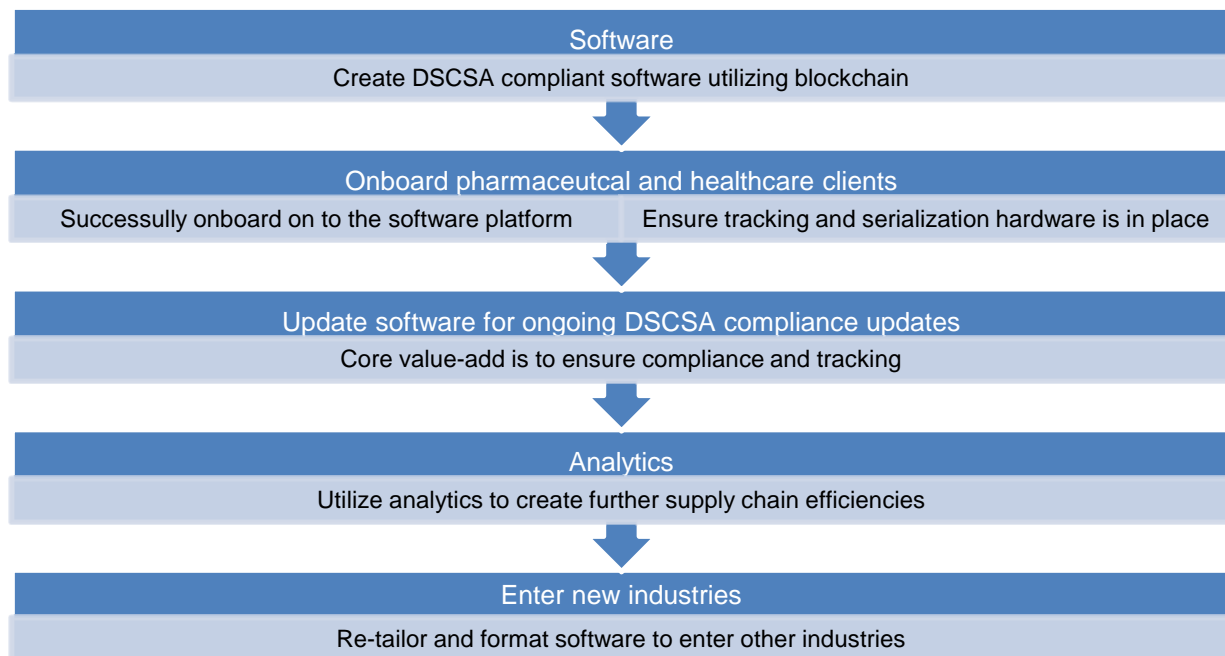 Software
Create DSCSA compliant software utilizing blockchain
Onboard pharmaceutcal and healthcare clients
Successully onboard on to the software platform
Ensure tracking and serialization hardware is in place
Update software for ongoing DSCSA compliance updates
Core value-add is to ensure compliance and tracking
Analytics
Utilize analytics to create further supply chain efficiencies
Enter new industries
Re-tailor and format software to enter other industries